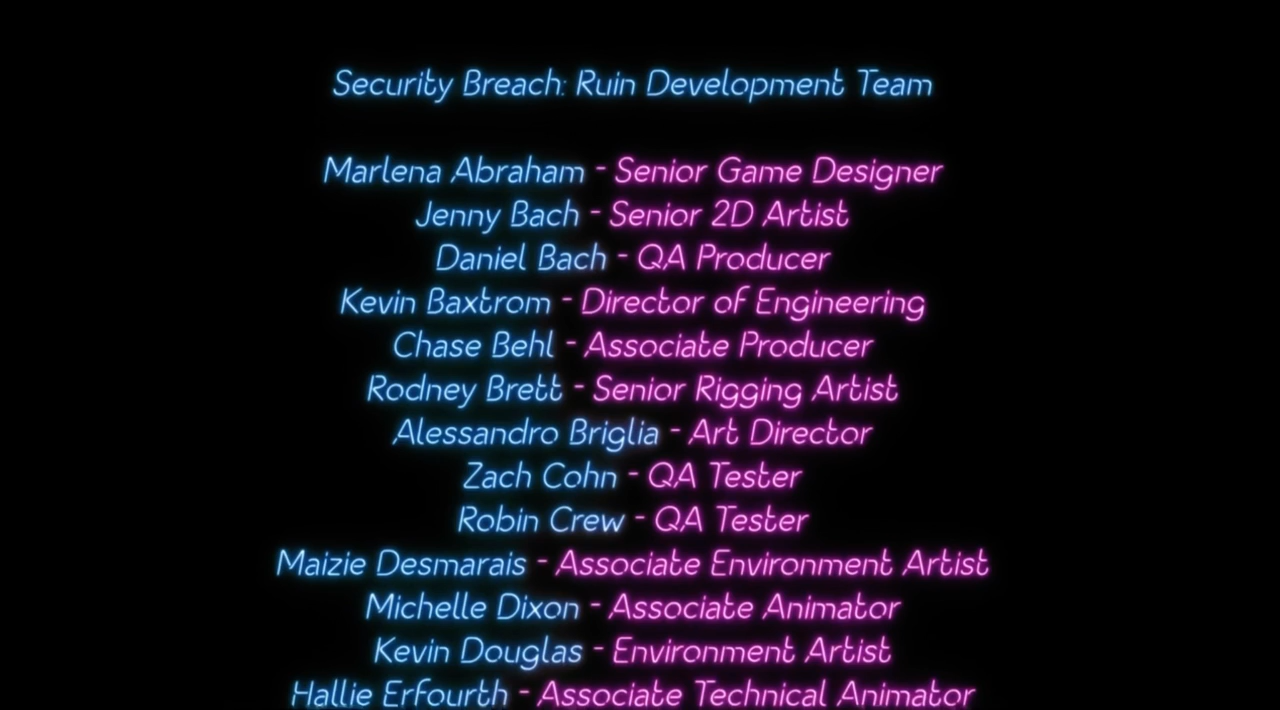 Security Breach: Ruin Development Team
Marlena Abraham - Senior Game Designer
Jenny Bach - Senior 2D Artist
Daniel Bach - QA Producer
Kevin Baxtrom - Director of Engineering
Chase Behl - Associate Producer
Rodney Brett - Senior Rigging Artist
Alessandro Briglia - Art Director
Zach Cohn - QA Tester
Robin Crew - QA Tester
Maizie Desmarais - Associate Environment Artist
Michelle Dixon - Associate Animator
Kevin Douglas - Environment Artist
Hallie Erfourth - Associate Technical Animator